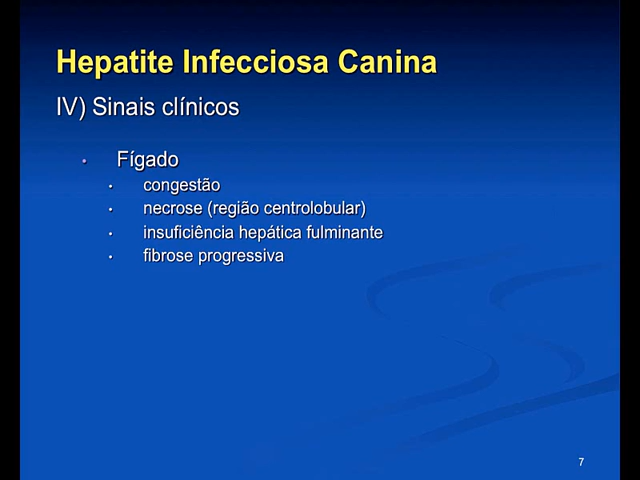 Hepatite Infecciosa Canina
IV) Sinais clínicos
• Fígado
• congestão
• necrose (região centrolobular)
• insuficiência hepática fulminante
• fibrose progressiva
7